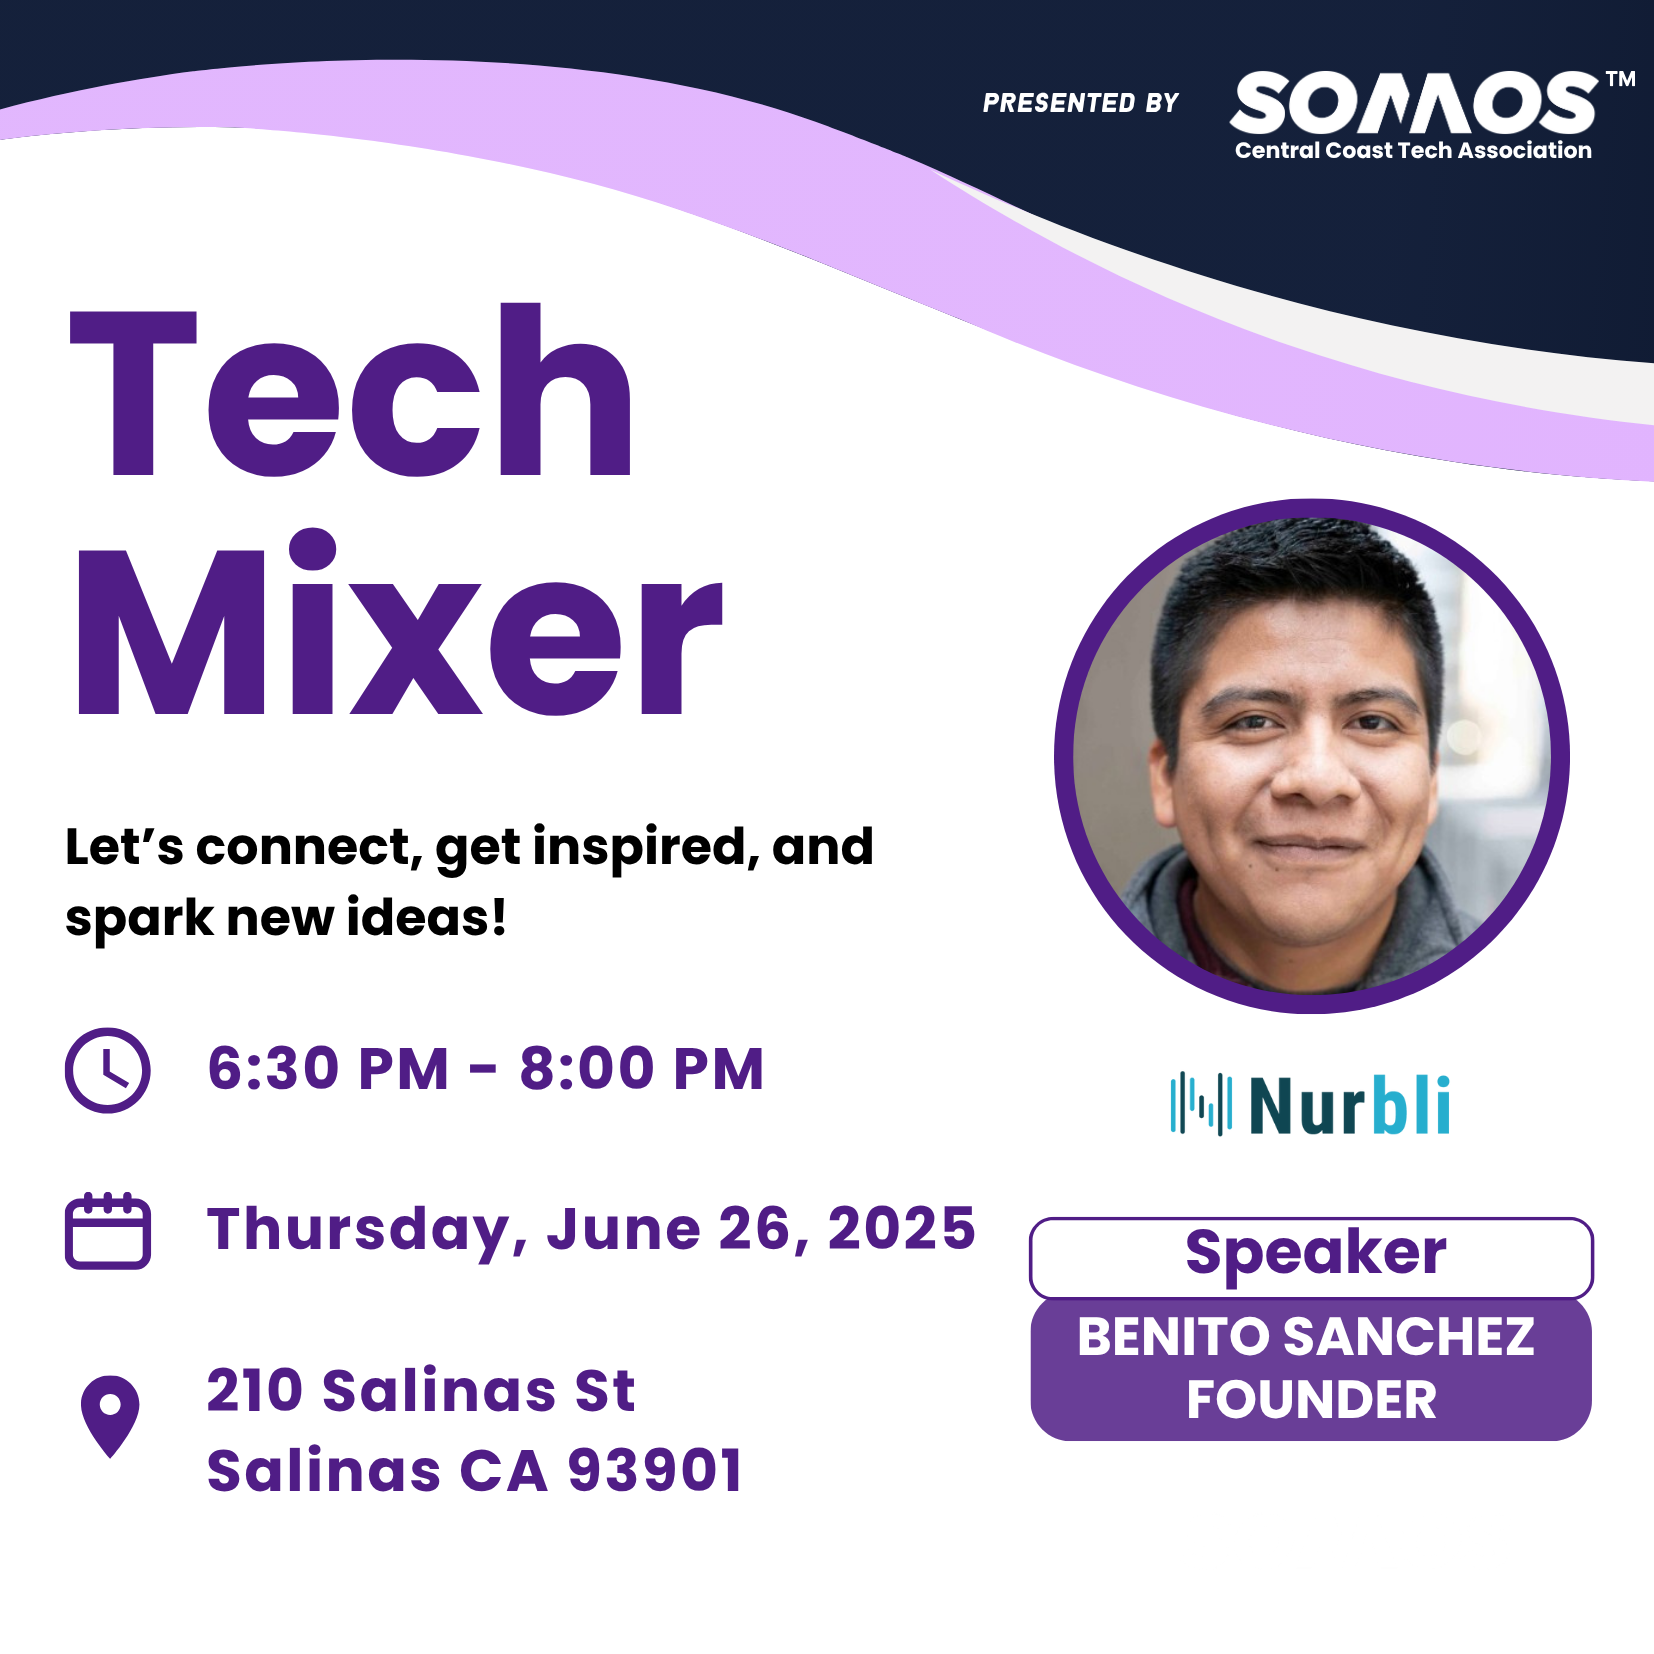 PRESENTED BY
SOMOS™
Central Coast Tech Association
Tech
Mixer
Let’s connect, get inspired, and
spark new ideas!
6:30 PM - 8:00 PM
Thursday, June 26, 2025
210 Salinas St
Salinas CA 93901
Nurbli
Speaker
BENITO SANCHEZ
FOUNDER